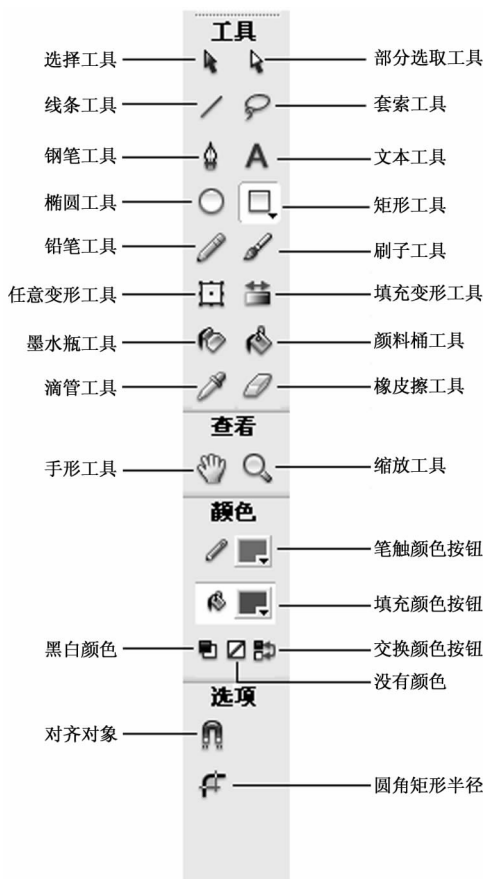 工具
选择工具 部分选取工具
线条工具 套索工具
钢笔工具 A 文本工具
椭圆工具 矩形工具
铅笔工具 刷子工具
任意变形工具 填充变形工具
墨水瓶工具 颜料桶工具
滴管工具 橡皮擦工具
查看
手形工具 缩放工具
颜色
笔触颜色按钮
填充颜色按钮
黑白颜色 交换颜色按钮
没有颜色
选项
对齐对象
圆角矩形半径